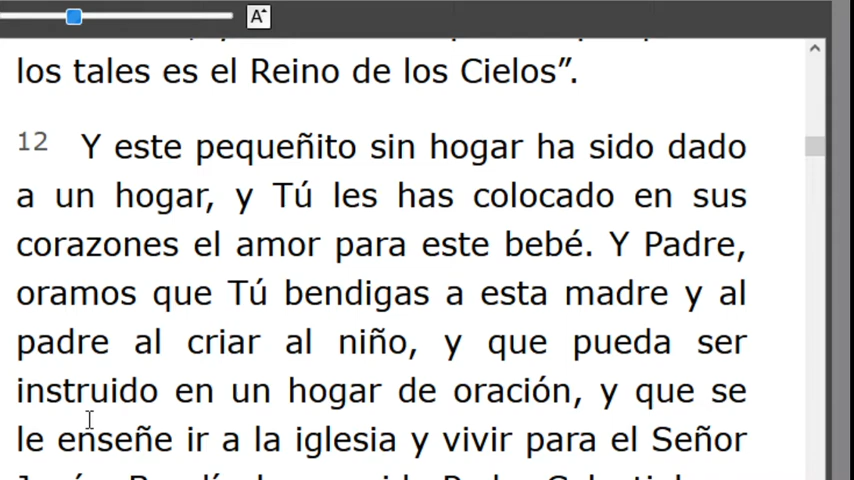 A
los tales es el Reino de los Cielos”.
12 Y este pequeñito sin hogar ha sido dado
a un hogar, y Tú les has colocado en sus
corazones el amor para este bebé. Y Padre,
oramos que Tú bendigas a esta madre y al
padre al criar al niño, y que pueda ser
instruido en un hogar de oración, y que se
le enseñe ir a la iglesia y vivir para el Señor